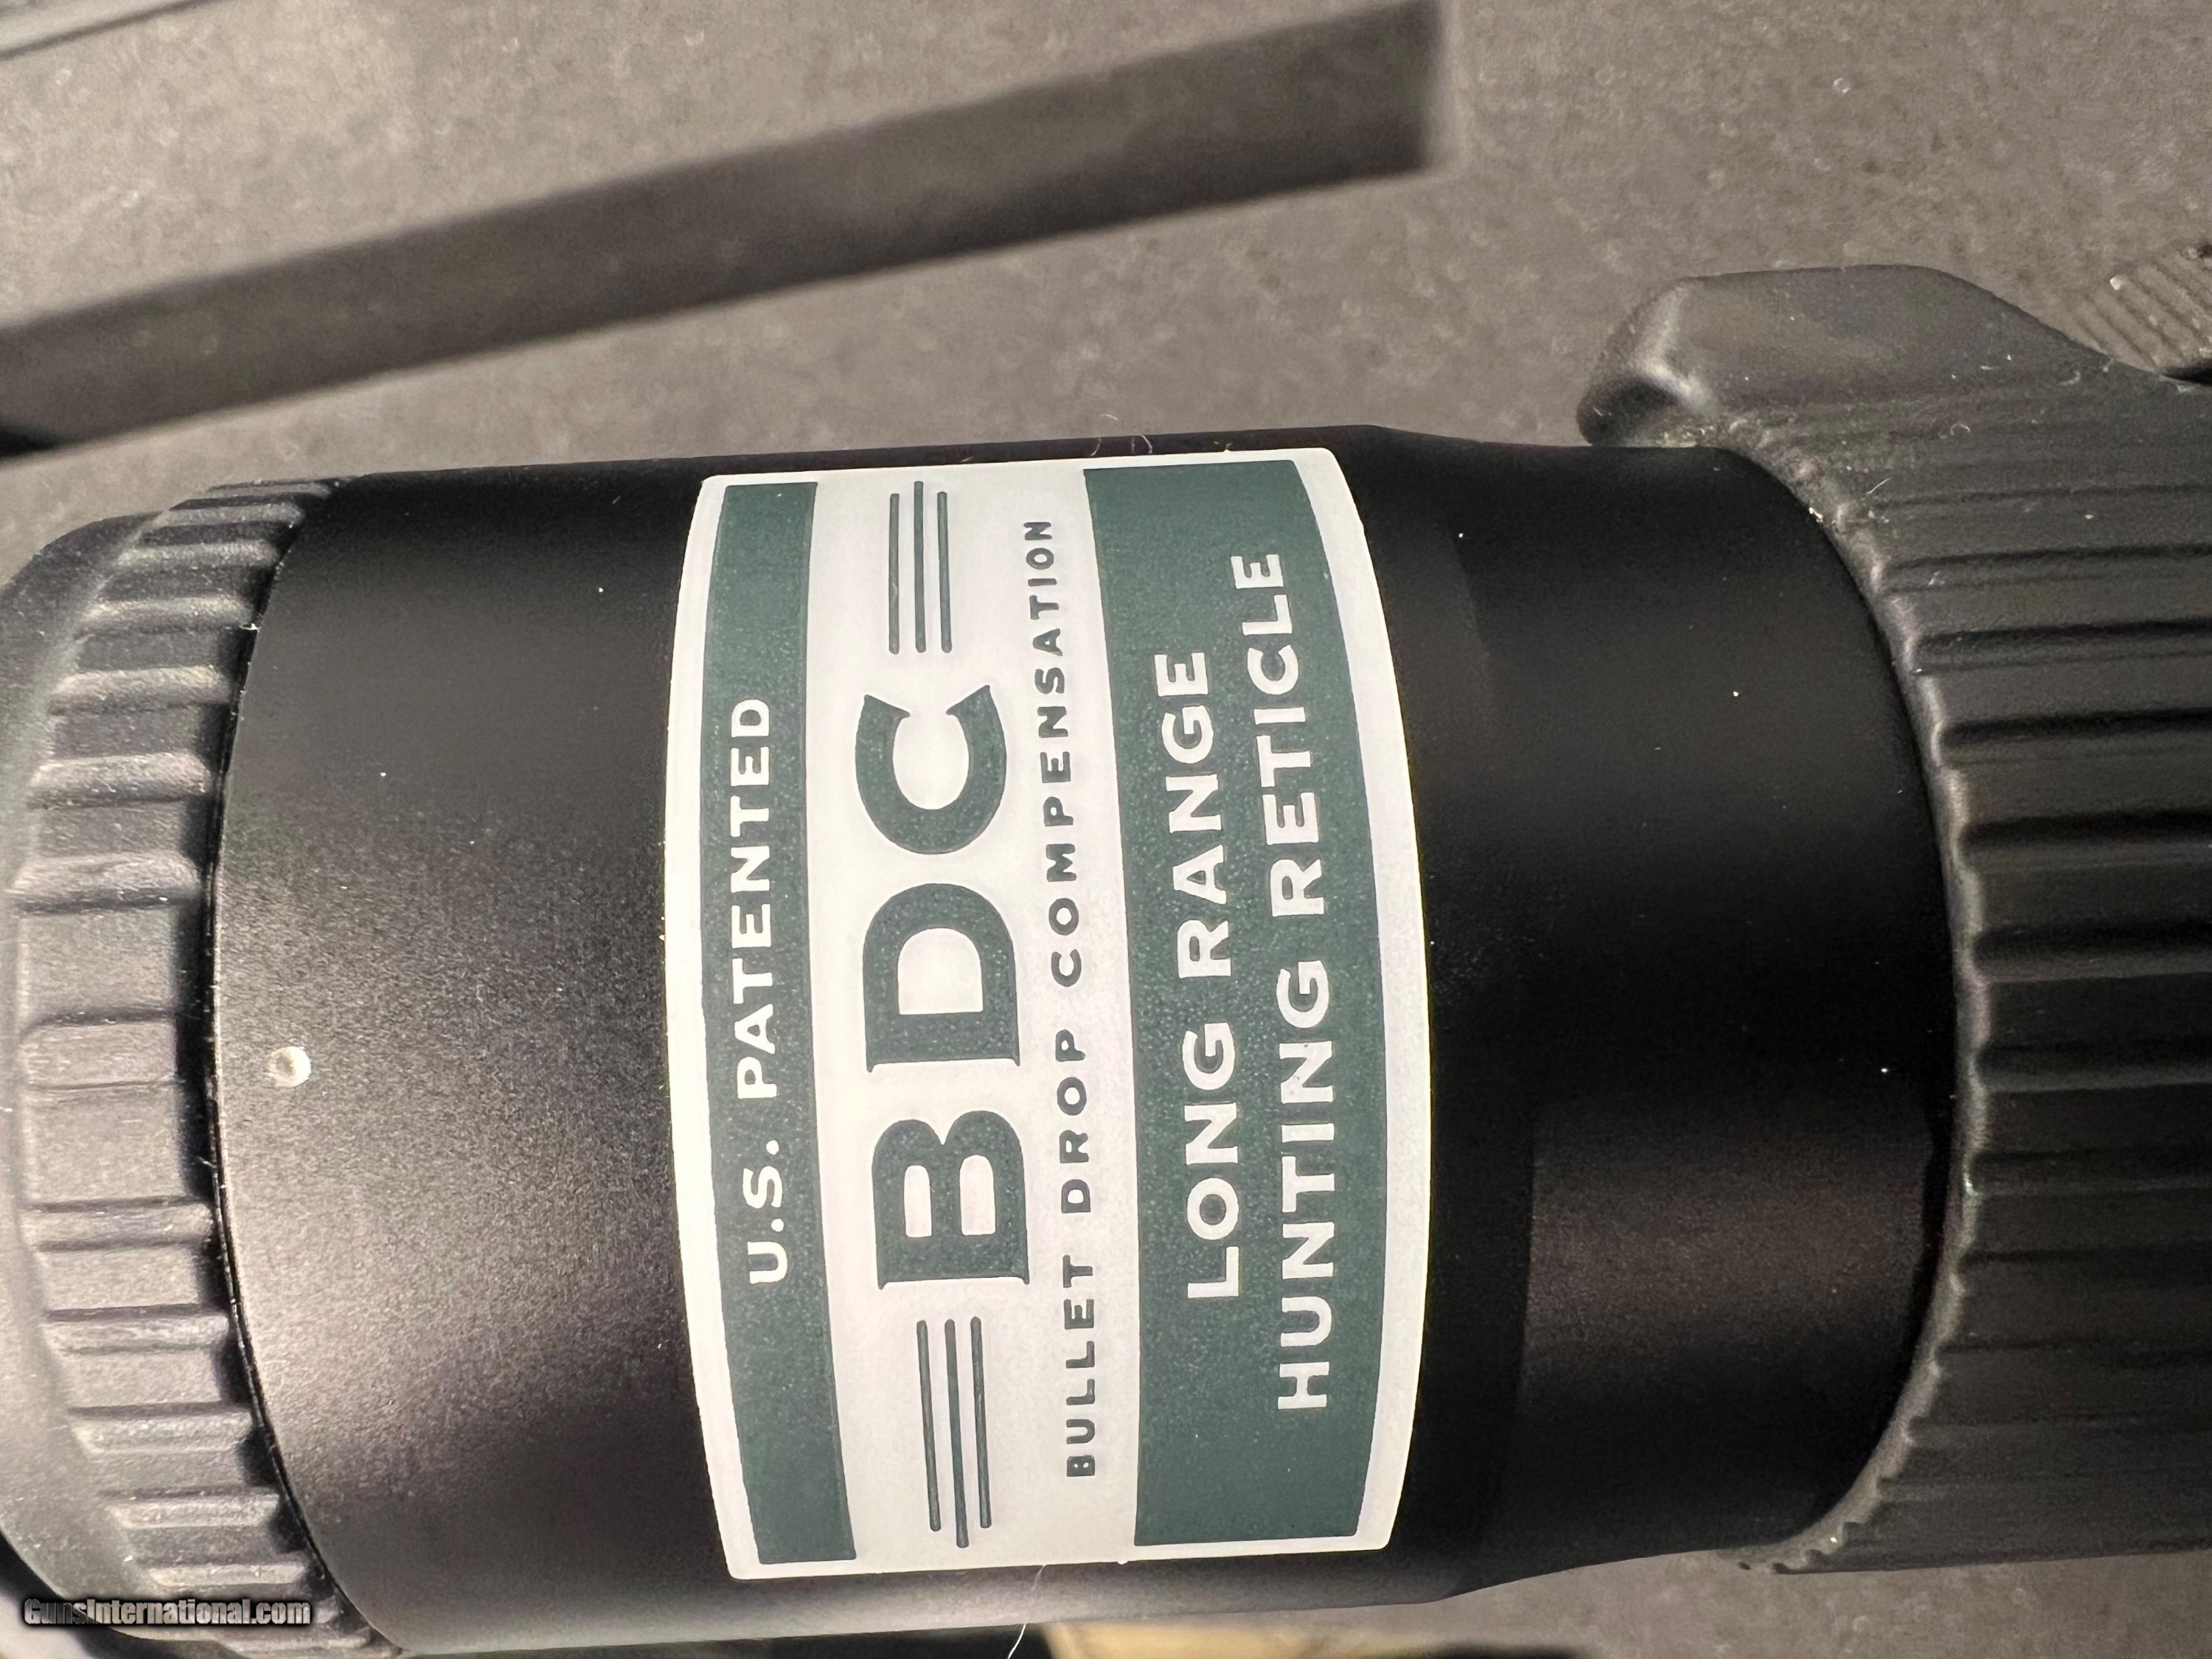 U.S. PATENTED
BDC
BULLET DROP COMPENSATION
LONG RANGE
HUNTING RETICLE
GunsInternational.com